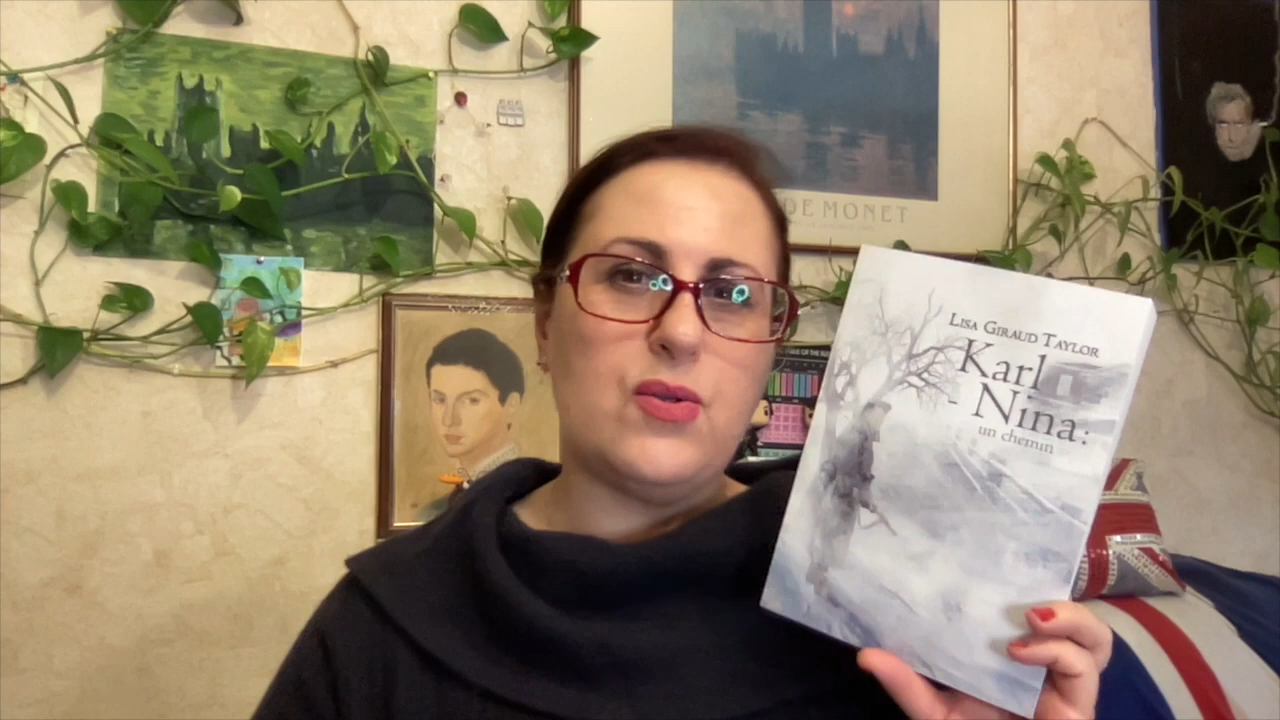 DE MONET
LISA GIRAUD TAYLOR
Karl
- Nina:
un chemin